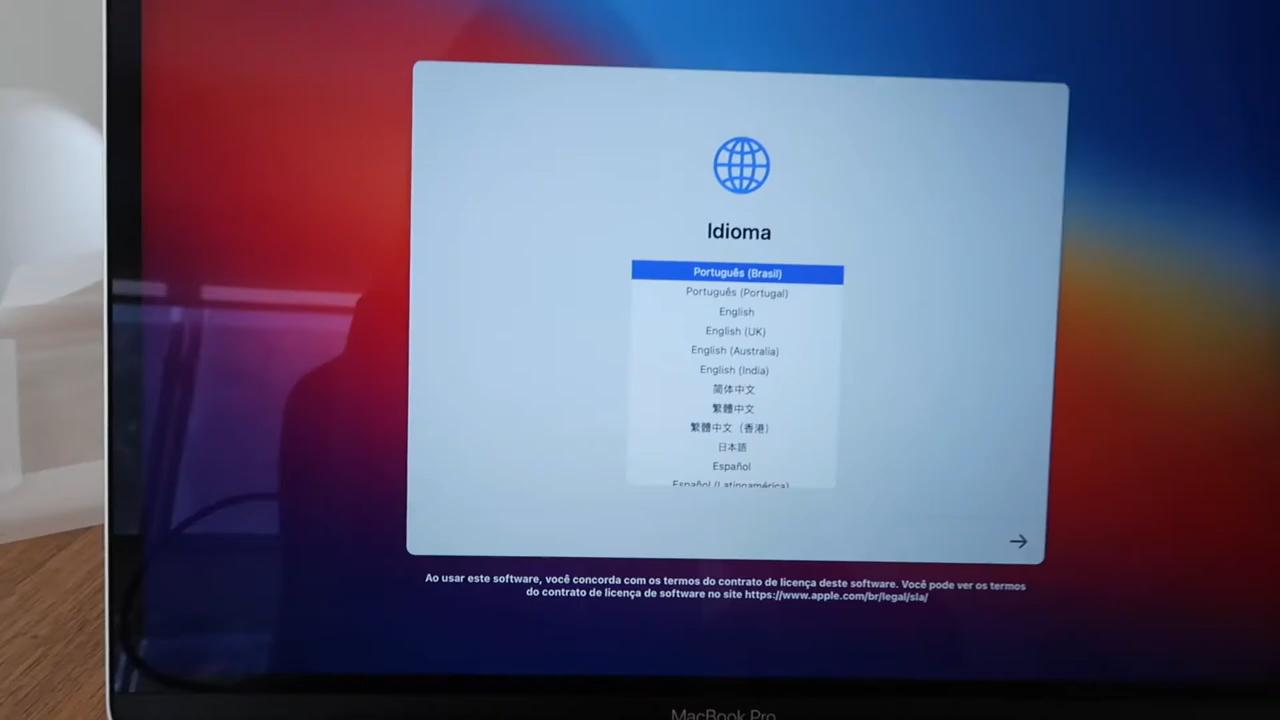 Idioma
Português (Brasil)
Português (Portugal)
English
English (UK)
English (Australia)
English (India)
简体中文
繁體中文
繁體中文（香港）
日本語
Español
Español (Latinoamérica)
Ao usar este software, você concorda com os termos do contrato de licença deste software. Você pode ver os termos
do contrato de licença de software no site https://www.apple.com/br/legal/sla/
MacBook Pro